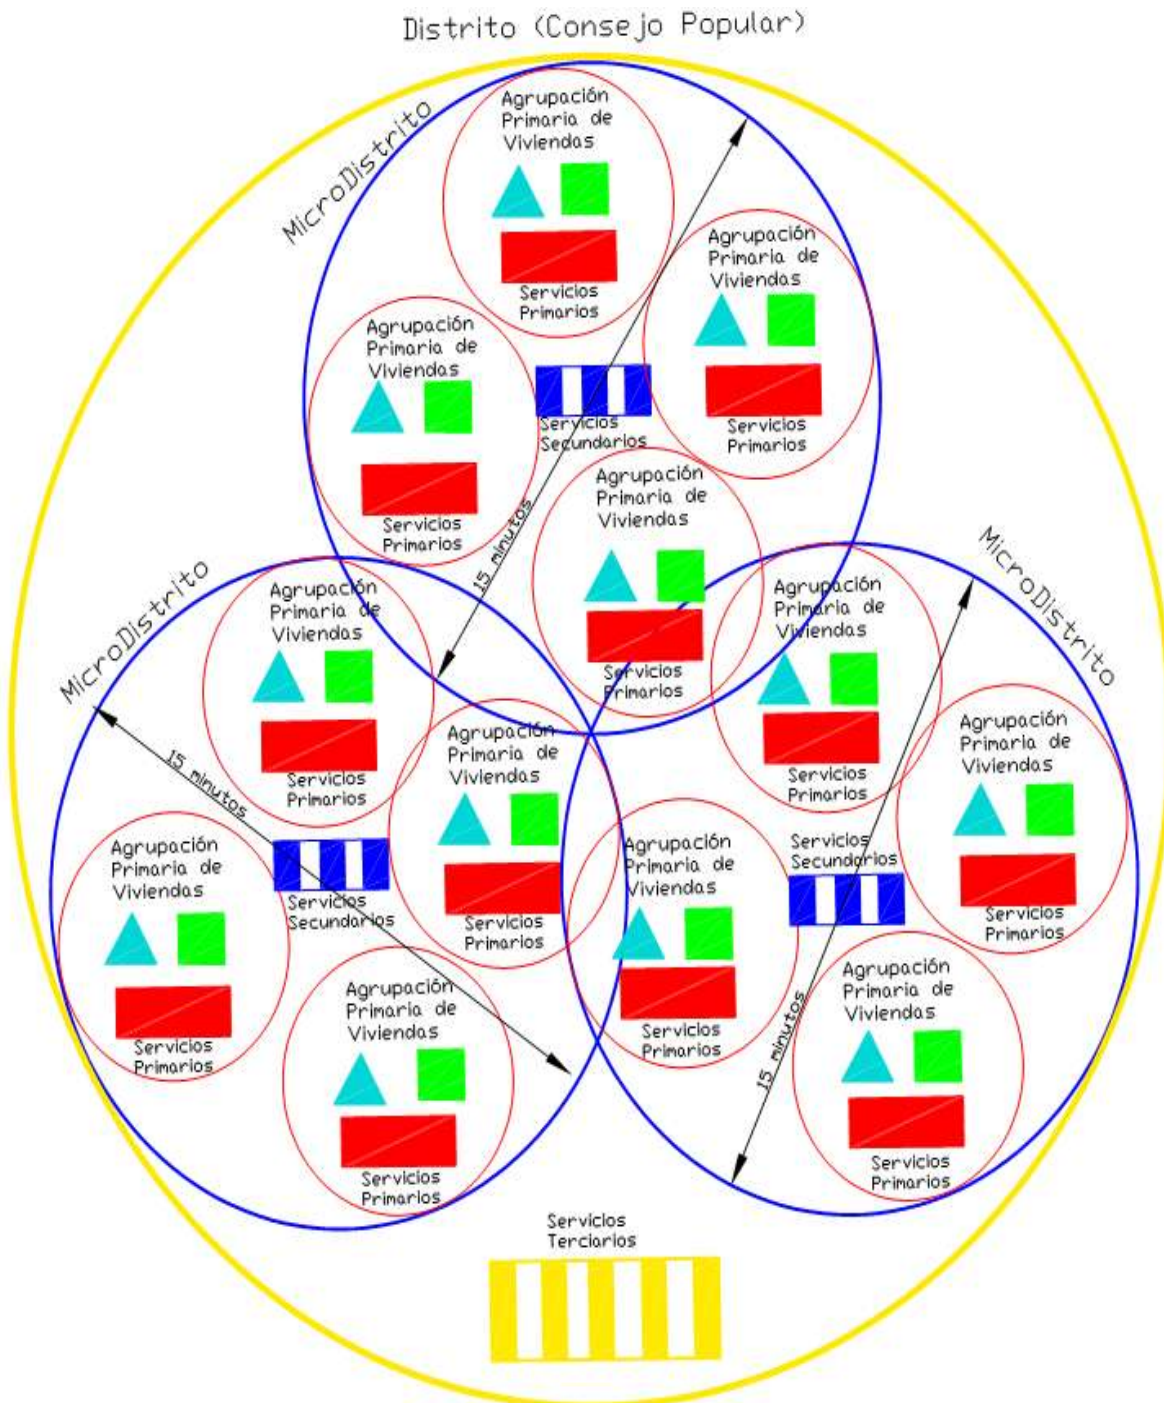 Distrito (Consejo Popular)
MicroDistrito
Agrupación
Primaria de
Viviendas
Servicios
Primarios
Agrupación
Primaria de
Viviendas
Servicios
Primarios
Agrupación
Primaria de
Viviendas
Servicios
Primarios
Servicios
Secundarios
15 minutos
Agrupación
Primaria de
Viviendas
Servicios
Primarios
MicroDistrito
Agrupación
Primaria de
Viviendas
Servicios
Primarios
15 minutos
Agrupación
Primaria de
Viviendas
Servicios
Primarios
Agrupación
Primaria de
Viviendas
Servicios
Primarios
Servicios
Secundarios
Agrupación
Primaria de
Viviendas
Servicios
Primarios
MicroDistrito
Agrupación
Primaria de
Viviendas
Servicios
Primarios
Agrupación
Primaria de
Viviendas
Servicios
Primarios
Agrupación
Primaria de
Viviendas
Servicios
Primarios
Servicios
Secundarios
15 minutos
Agrupación
Primaria de
Viviendas
Servicios
Primarios
Servicios
Terciarios